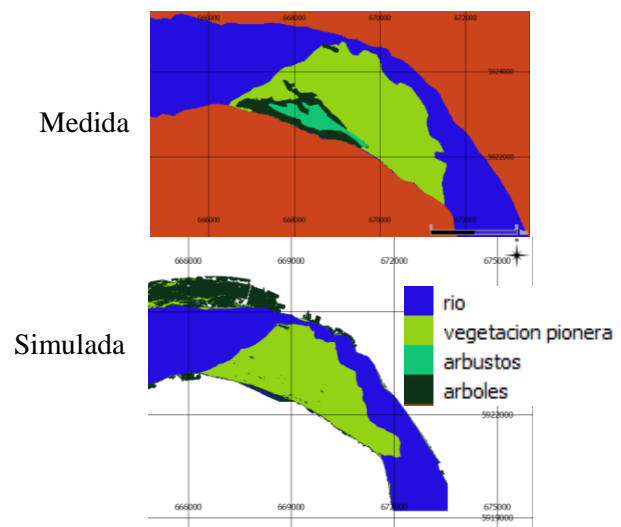 666000 668000 670000 672000
5924000
Medida
5922000
666000 668000 670000 672000
666000 669000 672000 675000
rio
vegetacion pionera
Simulada
arbustos
arboles
5922000
666000 669000 672000 675000
5919000